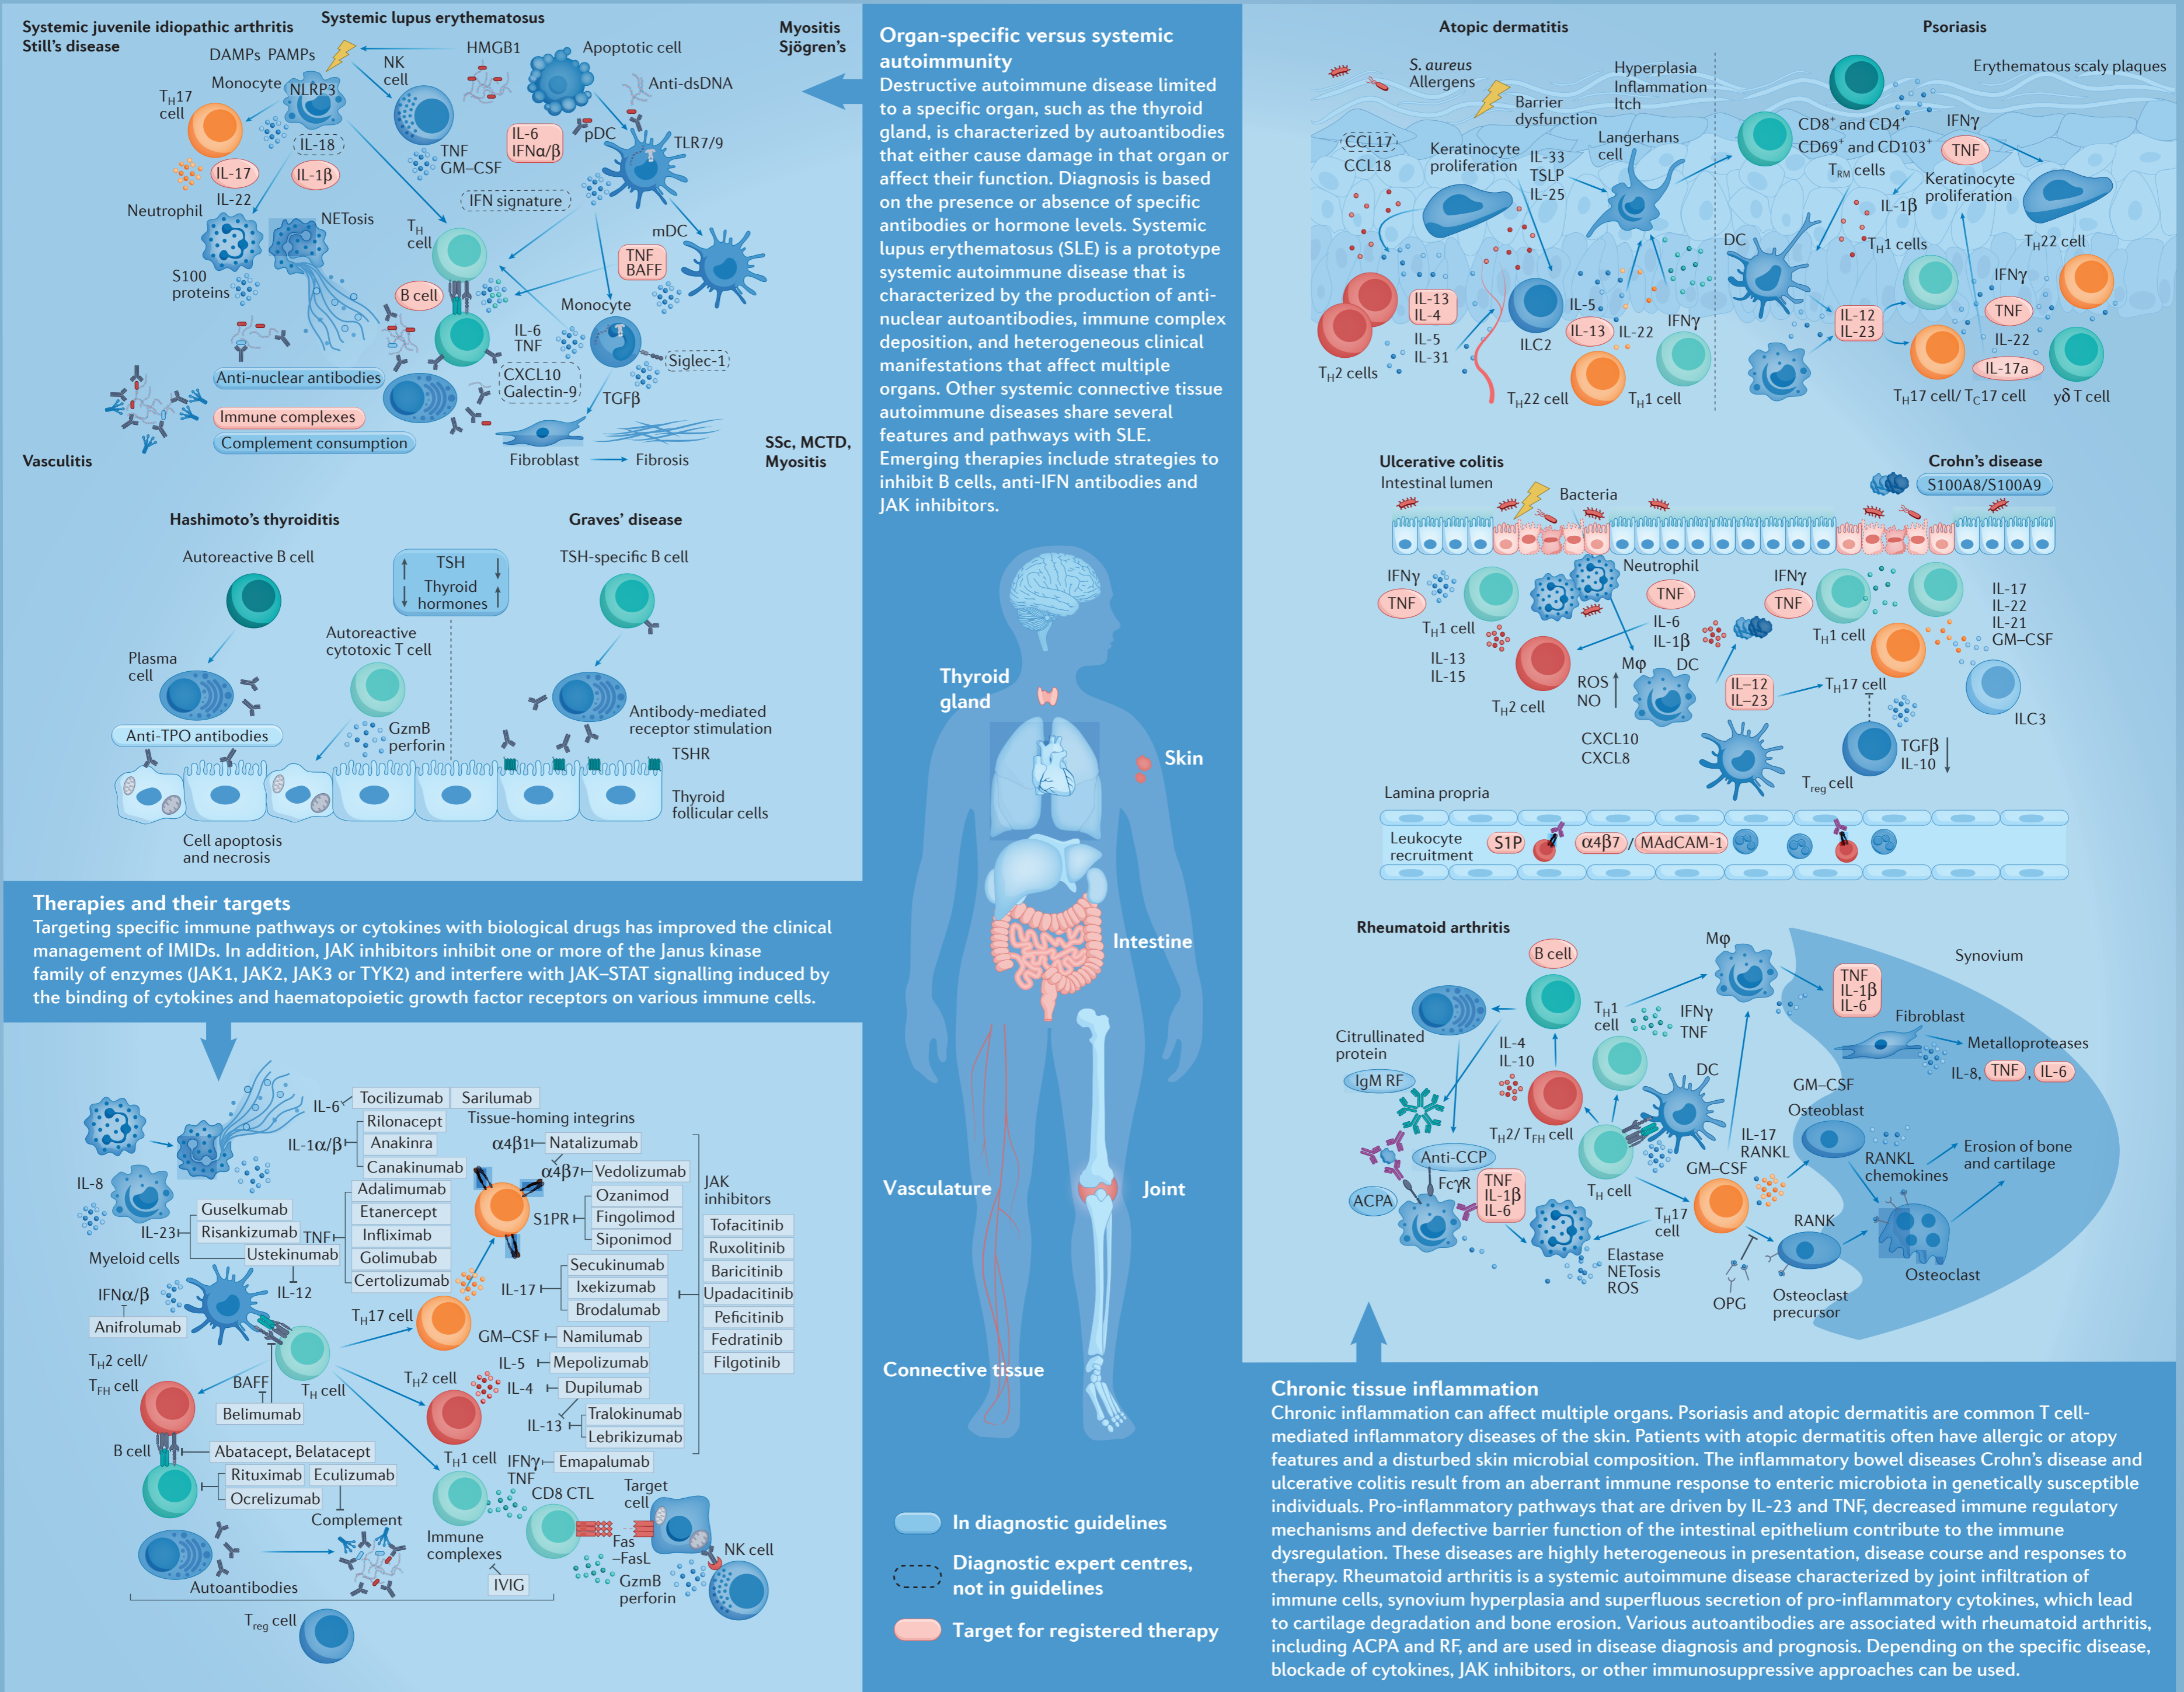 Systemic juvenile idiopathic arthritis
Still's disease
Systemic lupus erythematosus
Myositis
Sjögren's
DAMPs PAMPs
HMGB1
Apoptotic cell
NK
cell
Monocyte
NLRP3
Anti-dsDNA
TH17
cell
IL-6
IFNα/β
pDC
TLR7/9
IL-18
TNF
GM–CSF
IL-17
IL-1β
IL-22
IFN signature
Neutrophil
NETosis
TH
cell
mDC
TNF
BAFF
S100
proteins
B cell
Monocyte
IL-6
TNF
Siglec-1
Anti-nuclear antibodies
CXCL10
Galectin-9
TGFβ
Immune complexes
Complement consumption
Vasculitis
Fibroblast
Fibrosis
SSc, MCTD,
Myositis
Hashimoto's thyroiditis
Graves' disease
Autoreactive B cell
TSH
Thyroid
hormones
TSH-specific B cell
Autoreactive
cytotoxic T cell
Plasma
cell
GzmB
perforin
Anti-TPO antibodies
Antibody-mediated
receptor stimulation
TSHR
Thyroid
follicular cells
Cell apoptosis
and necrosis
Therapies and their targets
Targeting specific immune pathways or cytokines with biological drugs has improved the clinical
management of IMIDs. In addition, JAK inhibitors inhibit one or more of the Janus kinase
family of enzymes (JAK1, JAK2, JAK3 or TYK2) and interfere with JAK–STAT signalling induced by
the binding of cytokines and haematopoietic growth factor receptors on various immune cells.
IL-6
Tocilizumab
Sarilumab
Rilonacept
IL-1α/β
Anakinra
Canakinumab
Tissue-homing integrins
α4β1
Natalizumab
α4β7
Vedolizumab
IL-8
Adalimumab
Etanercept
TNF
Infliximab
Golimubab
Certolizumab
S1PR
Ozanimod
Fingolimod
Siponimod
JAK
inhibitors
Tofacitinib
Ruxolitinib
Baricitinib
Upadacitinib
Peficitinib
Fedratinib
Filgotinib
Guselkumab
IL-23
Risankizumab
Ustekinumab
Myeloid cells
IL-12
IL-17
Secukinumab
Ixekizumab
Brodalumab
IFNα/β
Anifrolumab
TH17 cell
GM–CSF
Namilumab
IL-5
Mepolizumab
TH2 cell/
TFH cell
BAFF
TH cell
TH2 cell
IL-4
Dupilumab
Belimumab
IL-13
Tralokinumab
Lebrikizumab
B cell
Abatacept, Belatacept
TH1 cell
IFNγ
TNF
Emapalumab
Rituximab
Eculizumab
Ocrelizumab
CD8 CTL
Target
cell
Complement
Immune
complexes
Fas
–FasL
NK cell
Autoantibodies
IVIG
GzmB
perforin
Treg cell
Organ-specific versus systemic
autoimmunity
Destructive autoimmune disease limited
to a specific organ, such as the thyroid
gland, is characterized by autoantibodies
that either cause damage in that organ or
affect their function. Diagnosis is based
on the presence or absence of specific
antibodies or hormone levels. Systemic
lupus erythematosus (SLE) is a prototype
systemic autoimmune disease that is
characterized by the production of anti-
nuclear autoantibodies, immune complex
deposition, and heterogeneous clinical
manifestations that affect multiple
organs. Other systemic connective tissue
autoimmune diseases share several
features and pathways with SLE.
Emerging therapies include strategies to
inhibit B cells, anti-IFN antibodies and
JAK inhibitors.
Thyroid
gland
Skin
Intestine
Vasculature
Joint
Connective tissue
In diagnostic guidelines
Diagnostic expert centres,
not in guidelines
Target for registered therapy
Atopic dermatitis
Psoriasis
S. aureus
Allergens
Hyperplasia
Inflammation
Itch
Erythematous scaly plaques
Barrier
dysfunction
CCL17
CCL18
Keratinocyte
proliferation
IL-33
TSLP
IL-25
Langerhans
cell
CD8+ and CD4+
CD69+ and CD103+
TRM cells
IFNγ
TNF
Keratinocyte
proliferation
IL-1β
DC
TH1 cells
TH22 cell
IL-13
IL-4
IL-5
IL-31
TH2 cells
IL-5
IL-13
IL-22
IFNγ
ILC2
TH22 cell
TH1 cell
IL-12
IL-23
IFNγ
TNF
IL-22
IL-17a
TH17 cell/ TC17 cell
yδ T cell
Ulcerative colitis
Intestinal lumen
Crohn's disease
S100A8/S100A9
Bacteria
IFNγ
TNF
Neutrophil
TNF
IL-6
IL-1β
IFNγ
TNF
TH1 cell
TH1 cell
IL-17
IL-22
IL-21
GM–CSF
IL-13
IL-15
TH2 cell
Mφ
DC
ROS
NO
IL–12
IL–23
TH17 cell
ILC3
CXCL10
CXCL8
TGFβ
IL-10
Treg cell
Lamina propria
Leukocyte
recruitment
S1P
α4β7 / MAdCAM-1
Rheumatoid arthritis
B cell
Mφ
Synovium
TNF
IL-1β
IL-6
TH1
cell
IFNγ
TNF
Fibroblast
Metalloproteases
IL-8, TNF, IL-6
Citrullinated
protein
IgM RF
IL-4
IL-10
DC
GM–CSF
Osteoblast
TH2/ TFH cell
IL-17
RANKL
Erosion of bone
and cartilage
RANKL
chemokines
Anti-CCP
GM–CSF
ACPA
FcγR
TNF
IL-1β
IL-6
TH cell
TH17
cell
RANK
Elastase
NETosis
ROS
OPG
Osteoclast
precursor
Osteoclast
Chronic tissue inflammation
Chronic inflammation can affect multiple organs. Psoriasis and atopic dermatitis are common T cell-
mediated inflammatory diseases of the skin. Patients with atopic dermatitis often have allergic or atopy
features and a disturbed skin microbial composition. The inflammatory bowel diseases Crohn's disease and
ulcerative colitis result from an aberrant immune response to enteric microbiota in genetically susceptible
individuals. Pro-inflammatory pathways that are driven by IL-23 and TNF, decreased immune regulatory
mechanisms and defective barrier function of the intestinal epithelium contribute to the immune
dysregulation. These diseases are highly heterogeneous in presentation, disease course and responses to
therapy. Rheumatoid arthritis is a systemic autoimmune disease characterized by joint infiltration of
immune cells, synovium hyperplasia and superfluous secretion of pro-inflammatory cytokines, which lead
to cartilage degradation and bone erosion. Various autoantibodies are associated with rheumatoid arthritis,
including ACPA and RF, and are used in disease diagnosis and prognosis. Depending on the specific disease,
blockade of cytokines, JAK inhibitors, or other immunosuppressive approaches can be used.